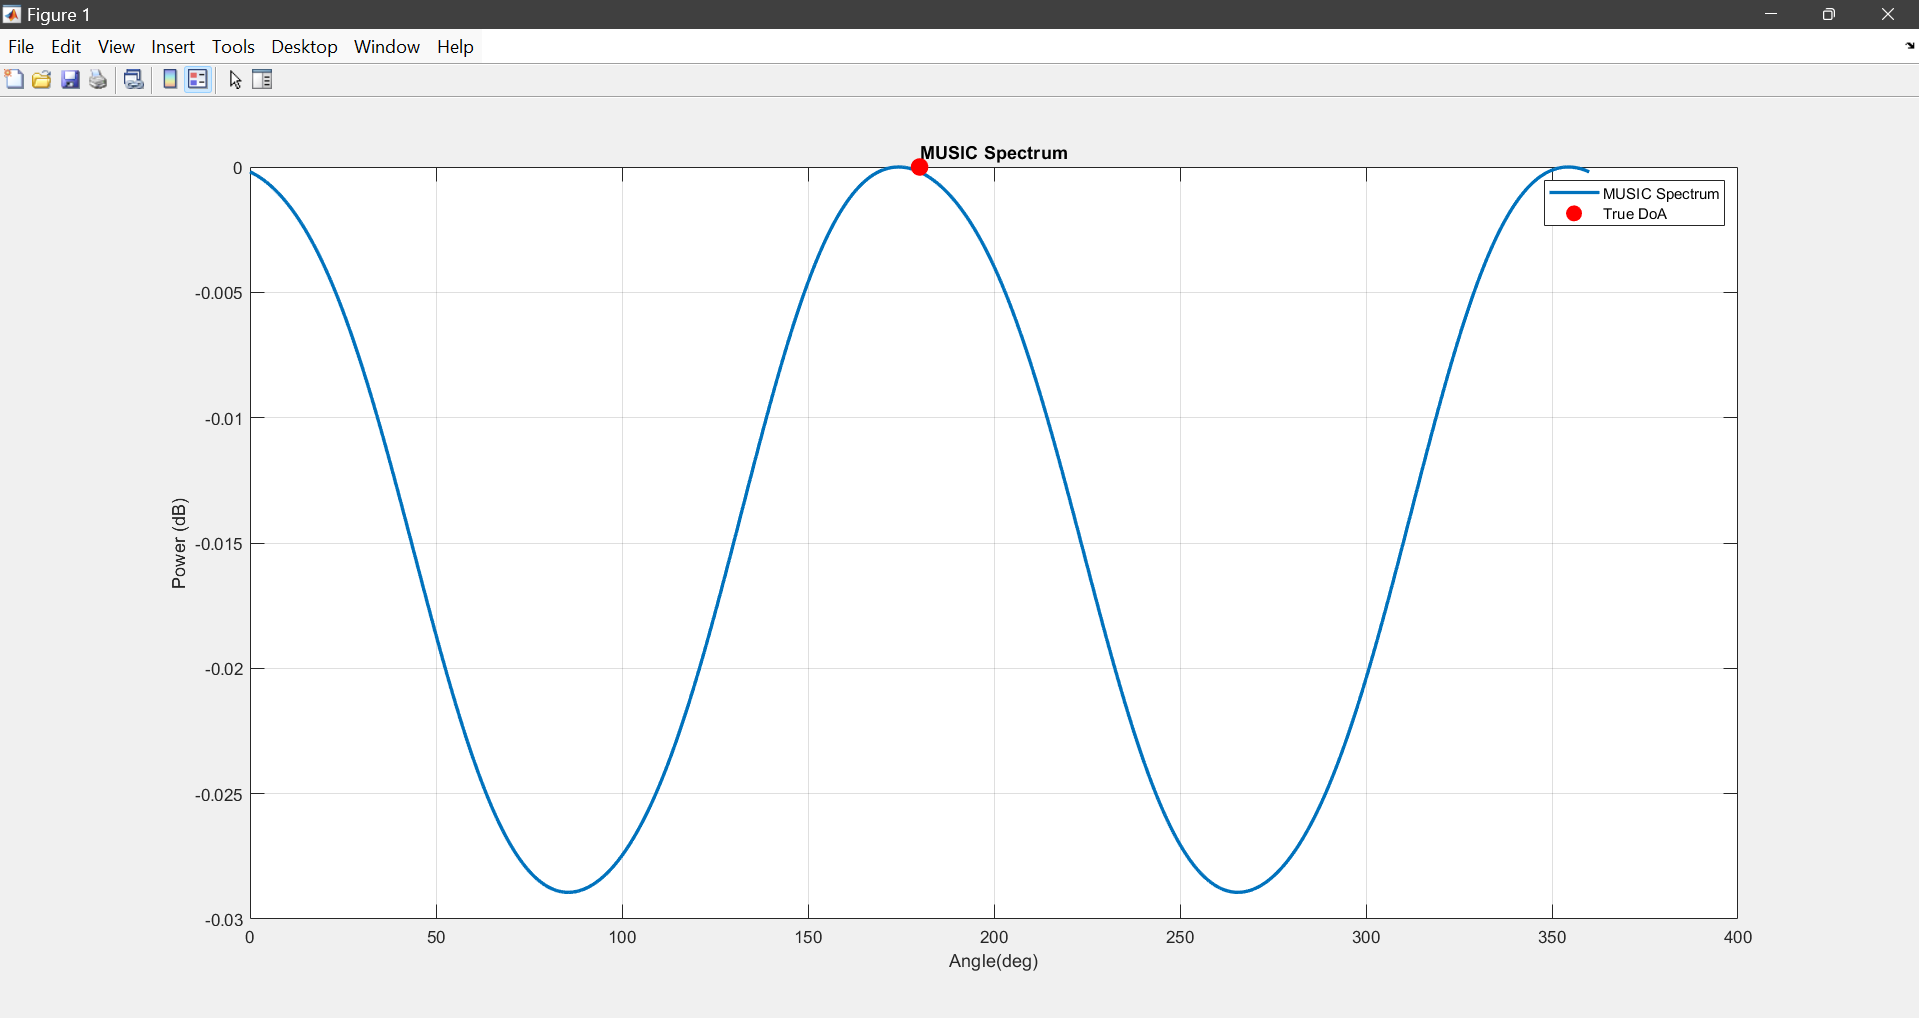 Figure 1
File Edit View Insert Tools Desktop Window Help
MUSIC Spectrum
0
-0.005
-0.01
-0.015
-0.02
-0.025
-0.03
Power (dB)
MUSIC Spectrum
True DoA
0 50 100 150 200 250 300 350 400
Angle(deg)